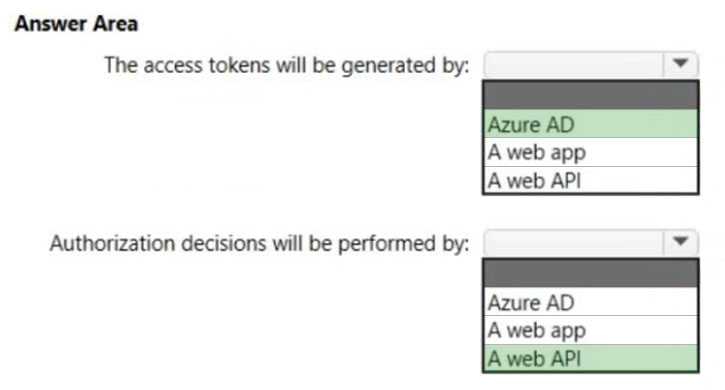 Answer Area
The access tokens will be generated by:
Azure AD
A web app
A web API
Authorization decisions will be performed by:
Azure AD
A web app
A web API